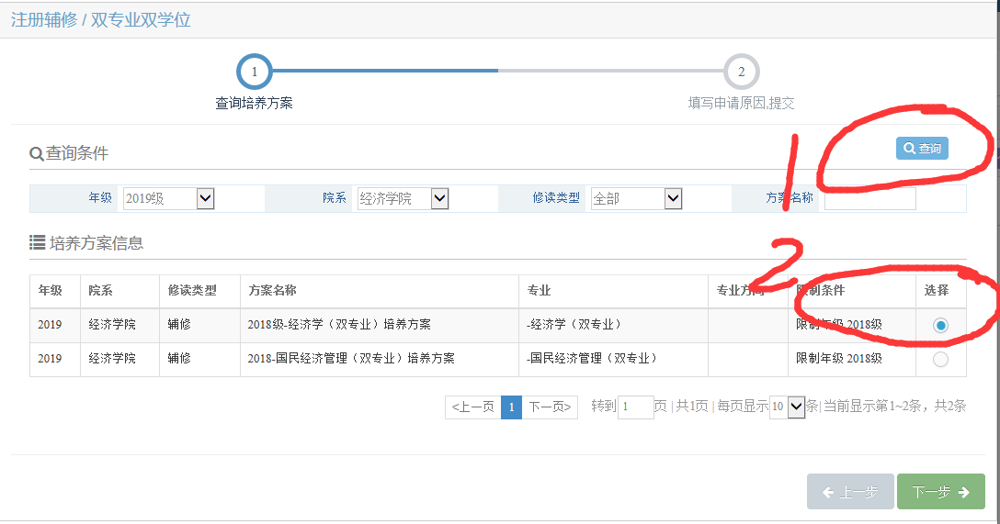 注册辅修 / 双专业双学位
1 2
查询培养方案 填写申请原因,提交
查询条件 查询
1
年级 2019级 院系 经济学院 修读类型 全部 方案名称
培养方案信息
2
年级 院系 修读类型 方案名称 专业 专业方向 限制条件 选择
2019 经济学院 辅修 2018级-经济学（双专业）培养方案 -经济学（双专业） 限制年级 2018级
2019 经济学院 辅修 2018-国民经济管理（双专业）培养方案 -国民经济管理（双专业） 限制年级 2018级
<上一页 1 下一页> 转到 1 页 | 共1页 | 每页显示 10 条| 当前显示第1~2条，共2条
上一步 下一步